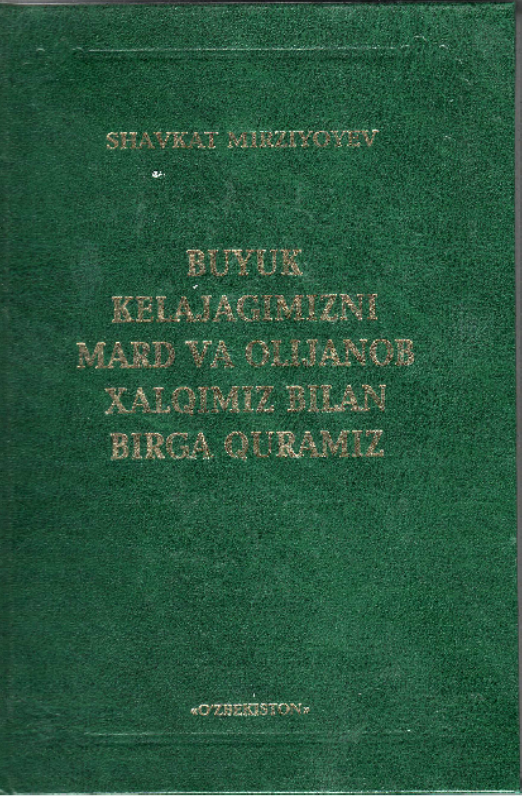 SHAVKAT MIRZIYOYEV
BUYUK
KELAJAGIMIZNI
MARD VA OLIJANOB
XALQIMIZ BILAN
BIRGA QURAMIZ
«O'ZBEKISTON»